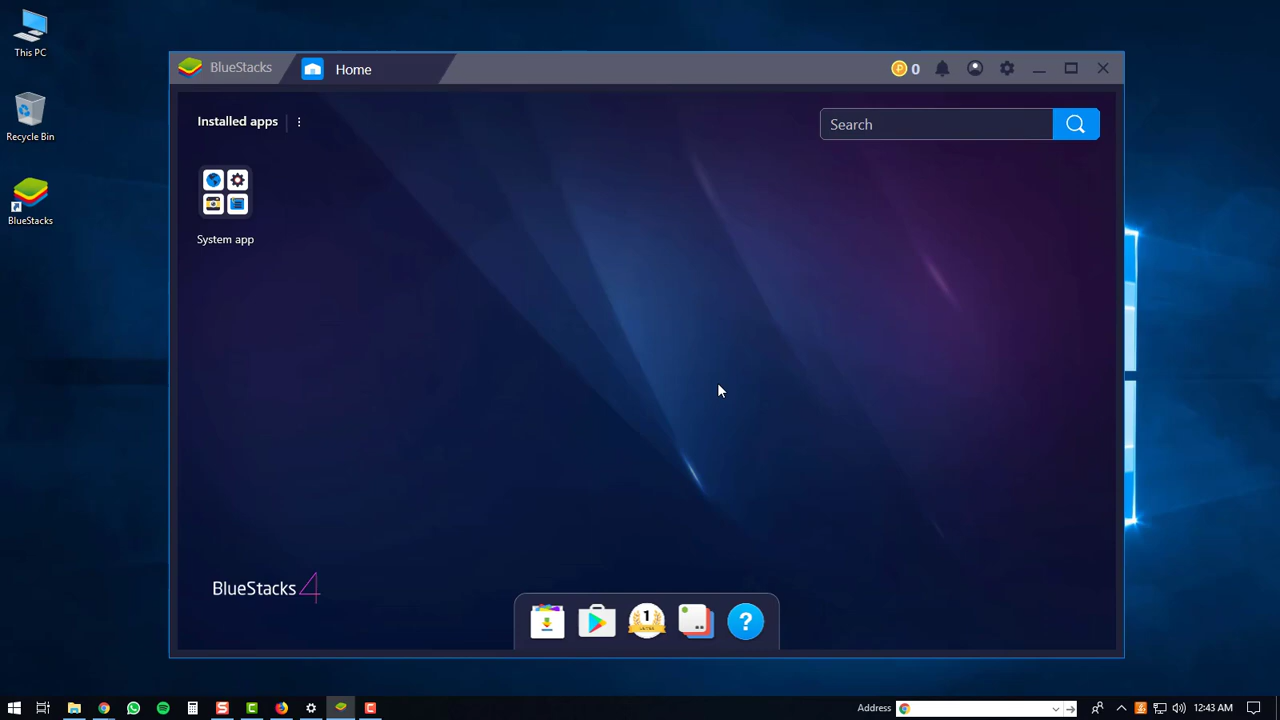 This PC
Recycle Bin
BlueStacks
BlueStacks
Home
0
Installed apps
Search
System app
BlueStacks 4
1
?
Address
12:43 AM